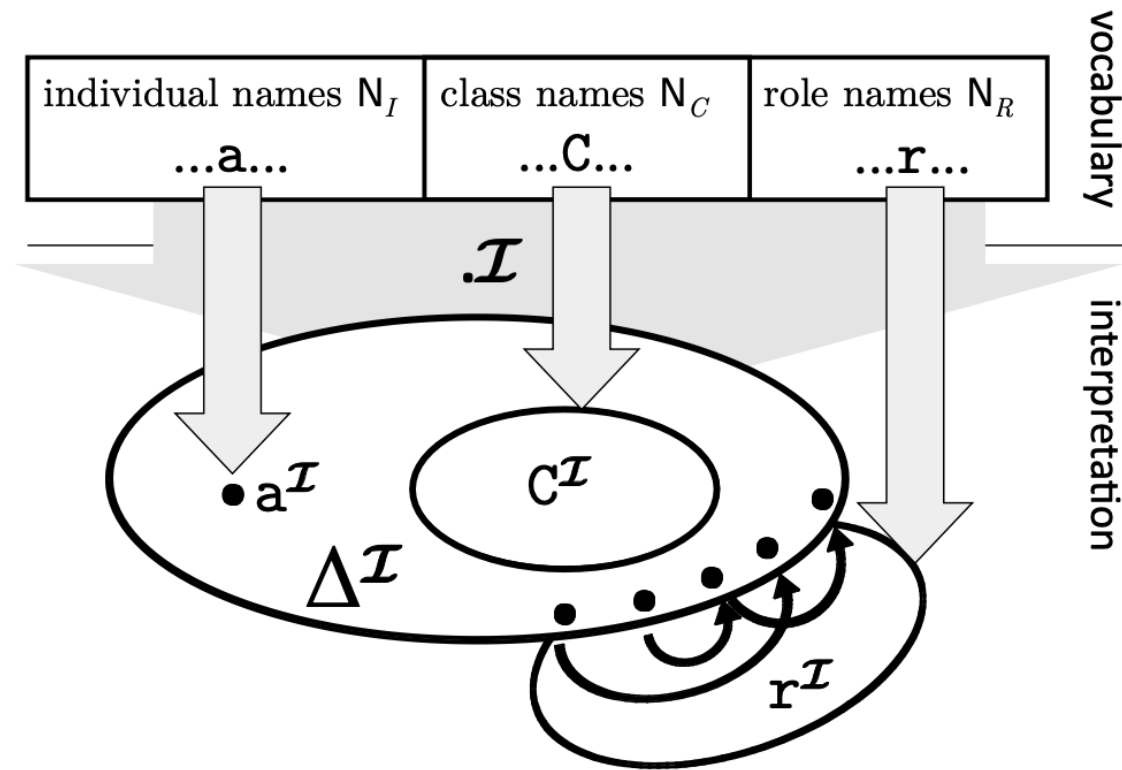 individual names N_I
...a...
class names N_C
...C...
role names N_R
...r...
vocabulary
.ℐ
interpretation
a^ℐ
C^ℐ
Δ^ℐ
r^ℐ